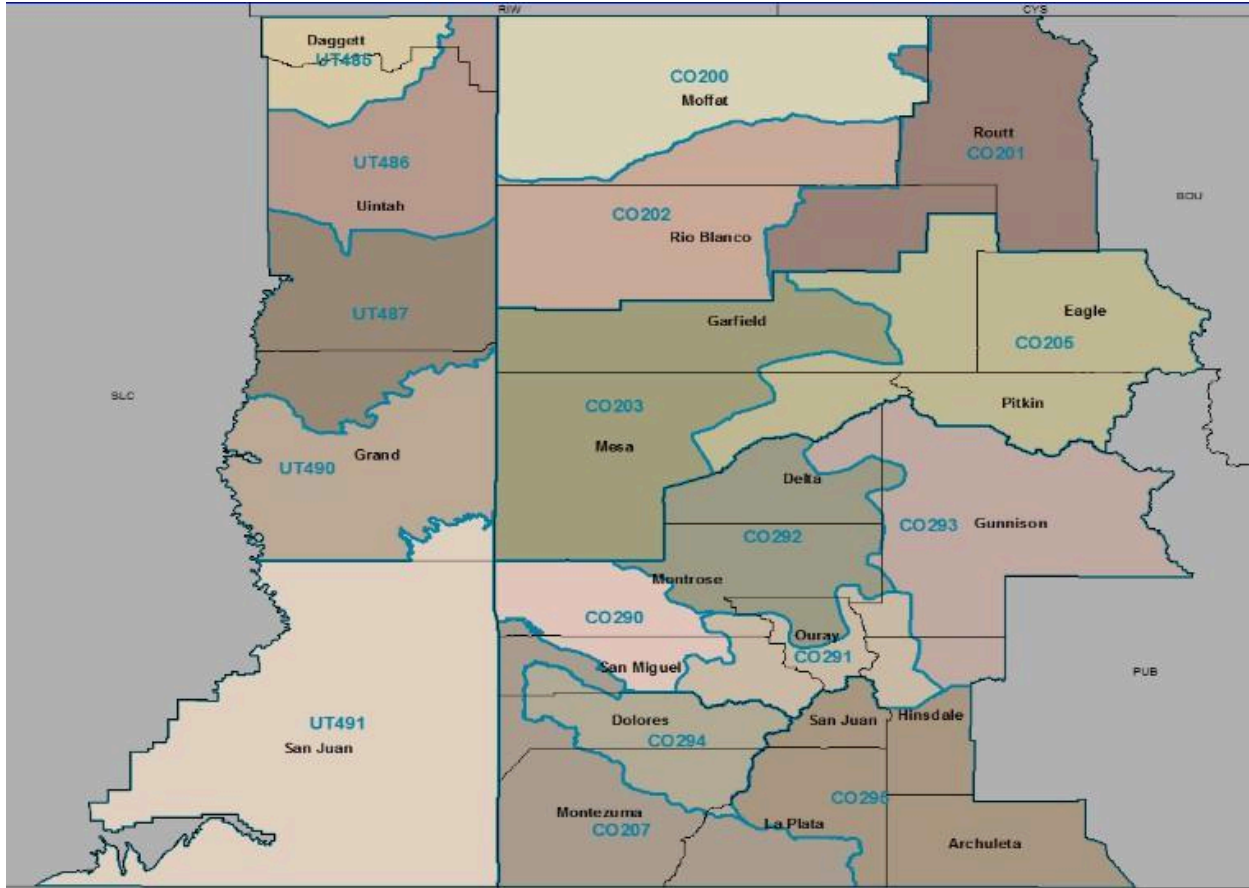 RIW
CYS
Daggett
UT485
CO200
Moffat
Routt
CO201
UT486
Uintah
CO202
Rio Blanco
BOU
UT487
Garfield
Eagle
CO205
SLC
CO203
Pitkin
Mesa
Grand
UT490
Delta
CO293
Gunnison
CO292
Montrose
CO290
Ouray
CO291
San Miguel
PUB
UT491
San Juan
Dolores
CO294
San Juan
Hinsdale
CO295
Montezuma
CO207
La Plata
Archuleta